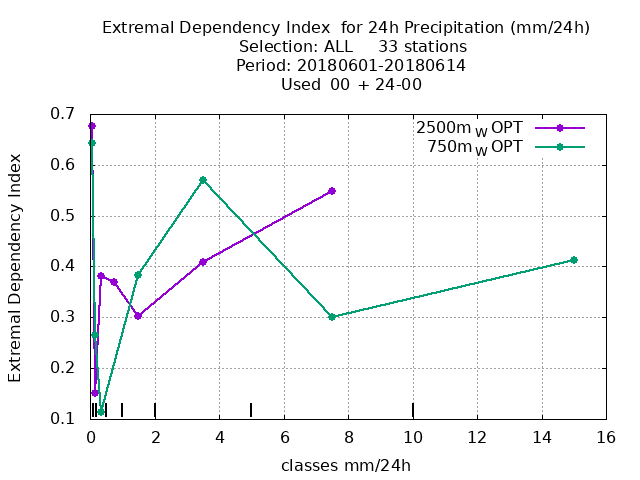 Extremal Dependency Index  for 24h Precipitation (mm/24h)
Selection: ALL     33 stations
Period: 20180601-20180614
Used  00 + 24-00
2500m W OPT
750m W OPT
0.7
0.6
0.5
0.4
0.3
0.2
0.1
Extremal Dependency Index
0 2 4 6 8 10 12 14 16
classes mm/24h